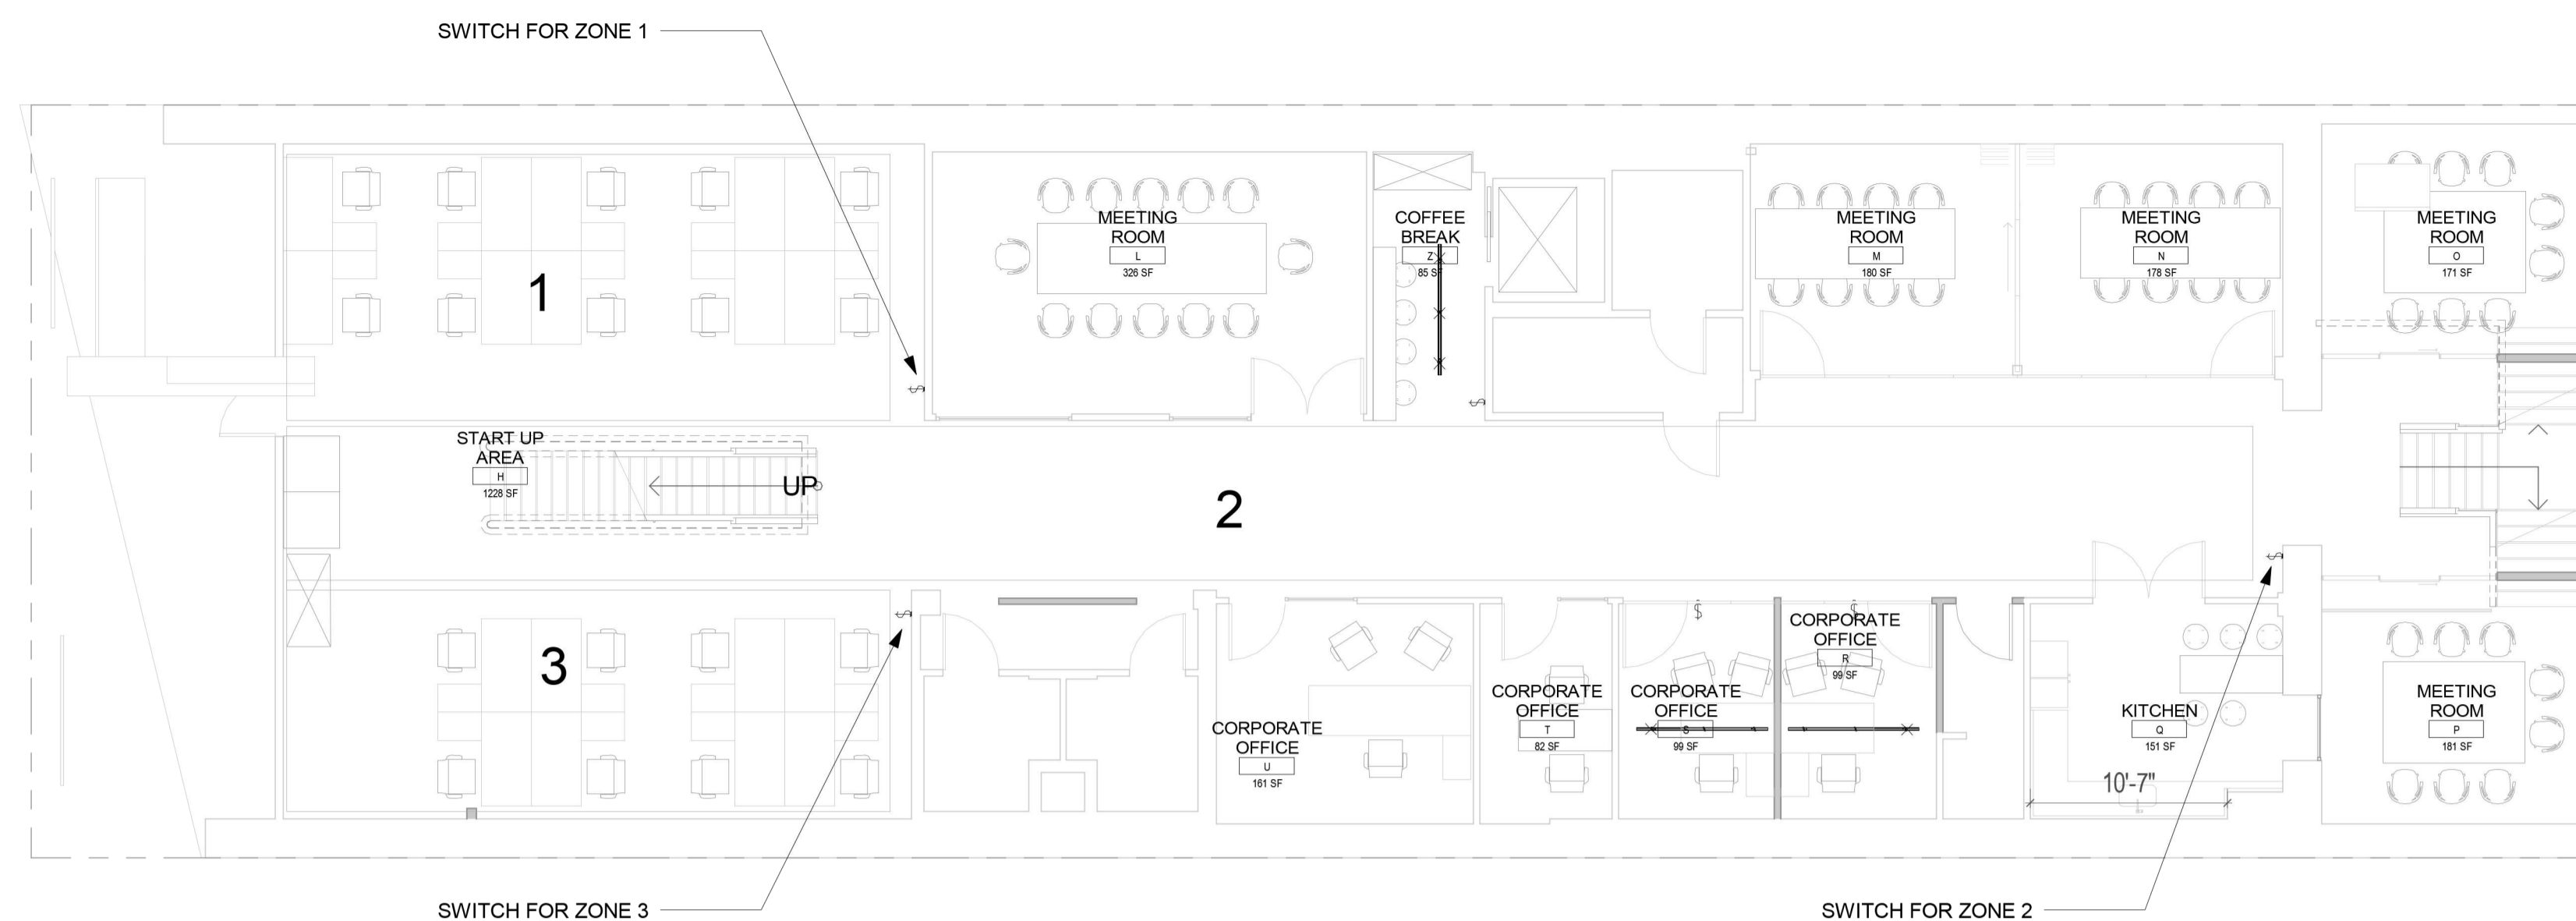 SWITCH FOR ZONE 1
MEETING
ROOM
L
326 SF
COFFEE
BREAK
Z
85 SF
MEETING
ROOM
M
180 SF
MEETING
ROOM
N
178 SF
MEETING
ROOM
O
171 SF
1
START UP
AREA
H
1228 SF
UP
2
3
CORPORATE
OFFICE
U
161 SF
CORPORATE
OFFICE
T
82 SF
CORPORATE
OFFICE
S
99 SF
CORPORATE
OFFICE
R
99 SF
KITCHEN
Q
151 SF
10'-7"
MEETING
ROOM
P
181 SF
SWITCH FOR ZONE 3
SWITCH FOR ZONE 2